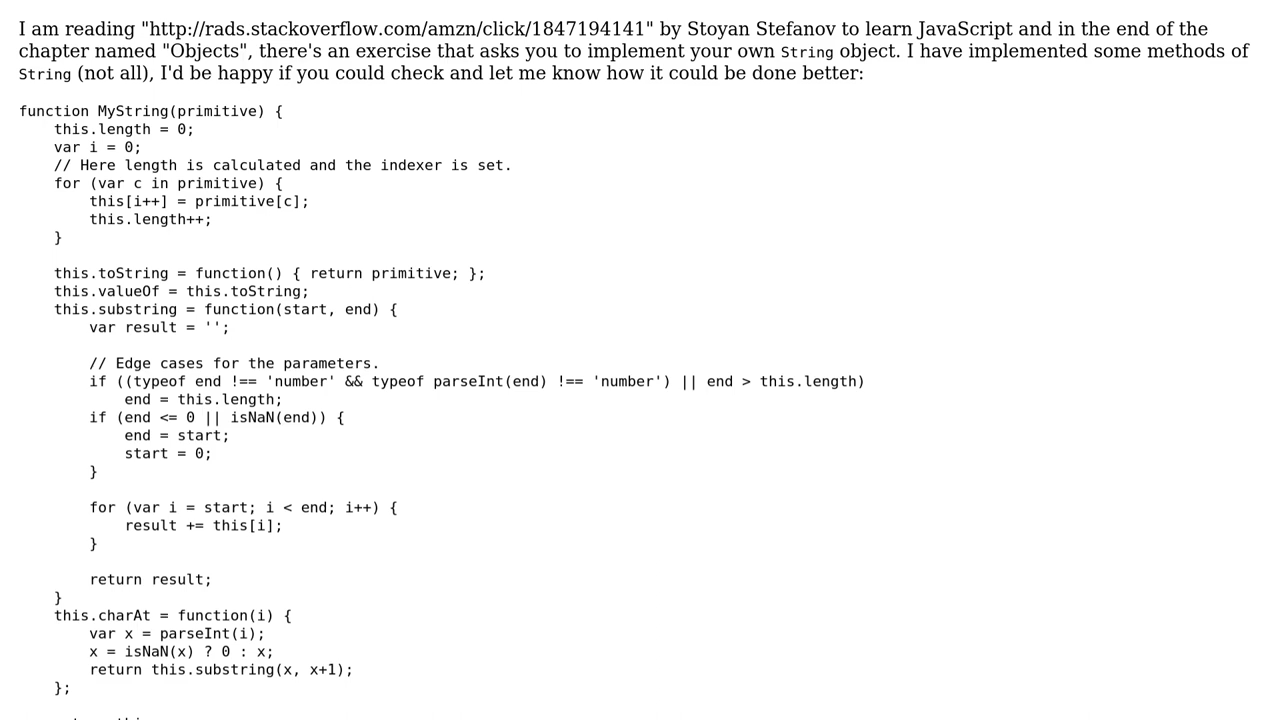 I am reading "http://rads.stackoverflow.com/amzn/click/1847194141" by Stoyan Stefanov to learn JavaScript and in the end of the
chapter named "Objects", there's an exercise that asks you to implement your own String object. I have implemented some methods of
String (not all), I'd be happy if you could check and let me know how it could be done better:
function MyString(primitive) {
    this.length = 0;
    var i = 0;
    // Here length is calculated and the indexer is set.
    for (var c in primitive) {
        this[i++] = primitive[c];
        this.length++;
    }
    this.toString = function() { return primitive; };
    this.valueOf = this.toString;
    this.substring = function(start, end) {
        var result = '';
        // Edge cases for the parameters.
        if ((typeof end !== 'number' && typeof parseInt(end) !== 'number') || end > this.length)
            end = this.length;
        if (end <= 0 || isNaN(end)) {
            end = start;
            start = 0;
        }
        for (var i = start; i < end; i++) {
            result += this[i];
        }
        return result;
    }
    this.charAt = function(i) {
        var x = parseInt(i);
        x = isNaN(x) ? 0 : x;
        return this.substring(x, x+1);
    };